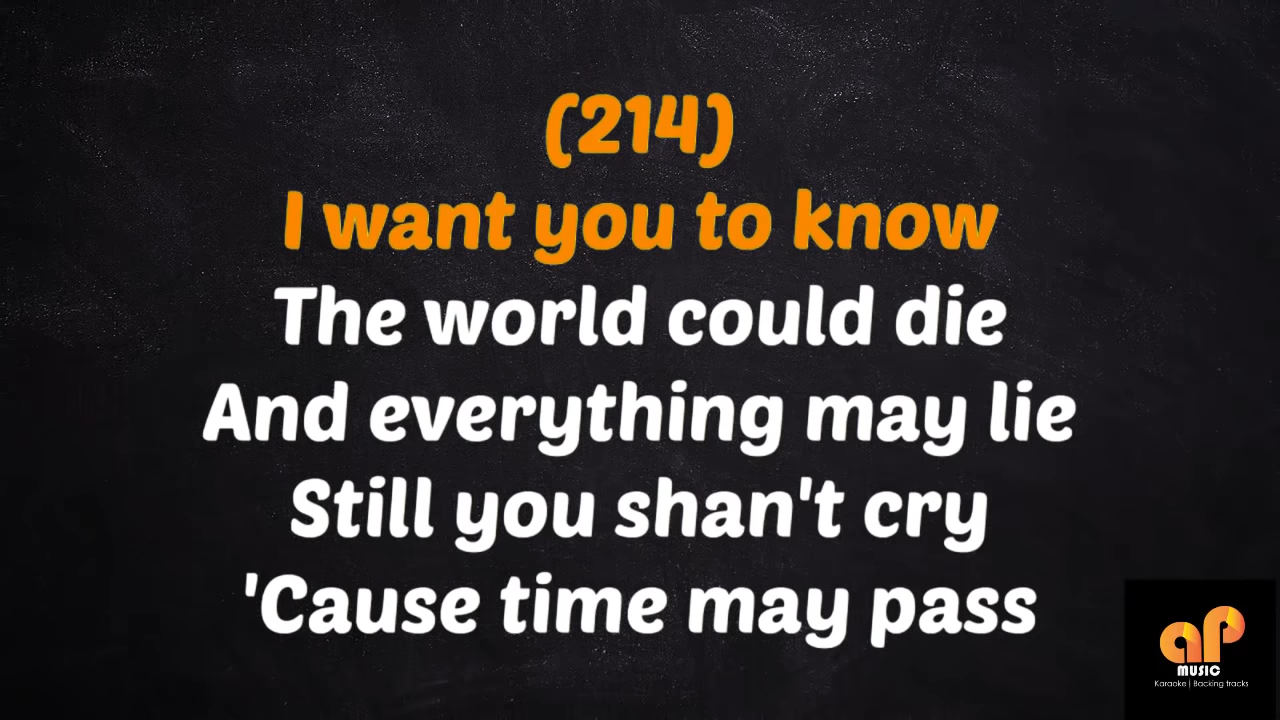 (214)
I want you to know
The world could die
And everything may lie
Still you shan't cry
'Cause time may pass
ap
MUSIC
Karaoke | Backing tracks